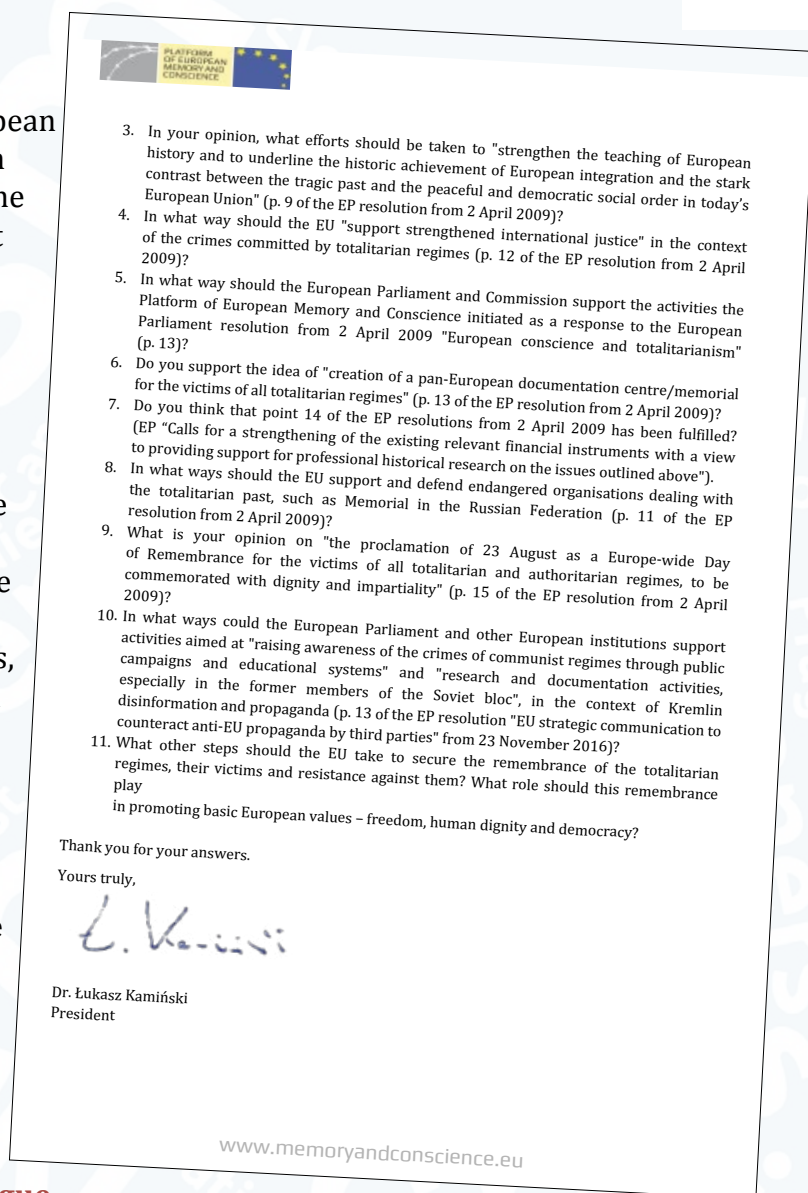 PLATFORM
OF EUROPEAN
MEMORY AND
CONSCIENCE
3. In your opinion, what efforts should be taken to "strengthen the teaching of European
history and to underline the historic achievement of European integration and the stark
contrast between the tragic past and the peaceful and democratic social order in today's
European Union" (p. 9 of the EP resolution from 2 April 2009)?
4. In what way should the EU "support strengthened international justice" in the context
of the crimes committed by totalitarian regimes (p. 12 of the EP resolution from 2 April
2009)?
5. In what way should the European Parliament and Commission support the activities the
Platform of European Memory and Conscience initiated as a response to the European
Parliament resolution from 2 April 2009 "European conscience and totalitarianism"
(p. 13)?
6. Do you support the idea of "creation of a pan-European documentation centre/memorial
for the victims of all totalitarian regimes" (p. 13 of the EP resolution from 2 April 2009)?
7. Do you think that point 14 of the EP resolutions from 2 April 2009 has been fulfilled?
(EP “Calls for a strengthening of the existing relevant financial instruments with a view
to providing support for professional historical research on the issues outlined above").
8. In what ways should the EU support and defend endangered organisations dealing with
the totalitarian past, such as Memorial in the Russian Federation (p. 11 of the EP
resolution from 2 April 2009)?
9. What is your opinion on "the proclamation of 23 August as a Europe-wide Day
of Remembrance for the victims of all totalitarian and authoritarian regimes, to be
commemorated with dignity and impartiality" (p. 15 of the EP resolution from 2 April
2009)?
10. In what ways could the European Parliament and other European institutions support
activities aimed at "raising awareness of the crimes of communist regimes through public
campaigns and educational systems" and "research and documentation activities,
especially in the former members of the Soviet bloc", in the context of Kremlin
disinformation and propaganda (p. 13 of the EP resolution "EU strategic communication to
counteract anti-EU propaganda by third parties" from 23 November 2016)?
11. What other steps should the EU take to secure the remembrance of the totalitarian
regimes, their victims and resistance against them? What role should this remembrance
play
in promoting basic European values – freedom, human dignity and democracy?
Thank you for your answers.
Yours truly,
Ł. Kamiński
Dr. Łukasz Kamiński
President
www.memoryandconscience.eu